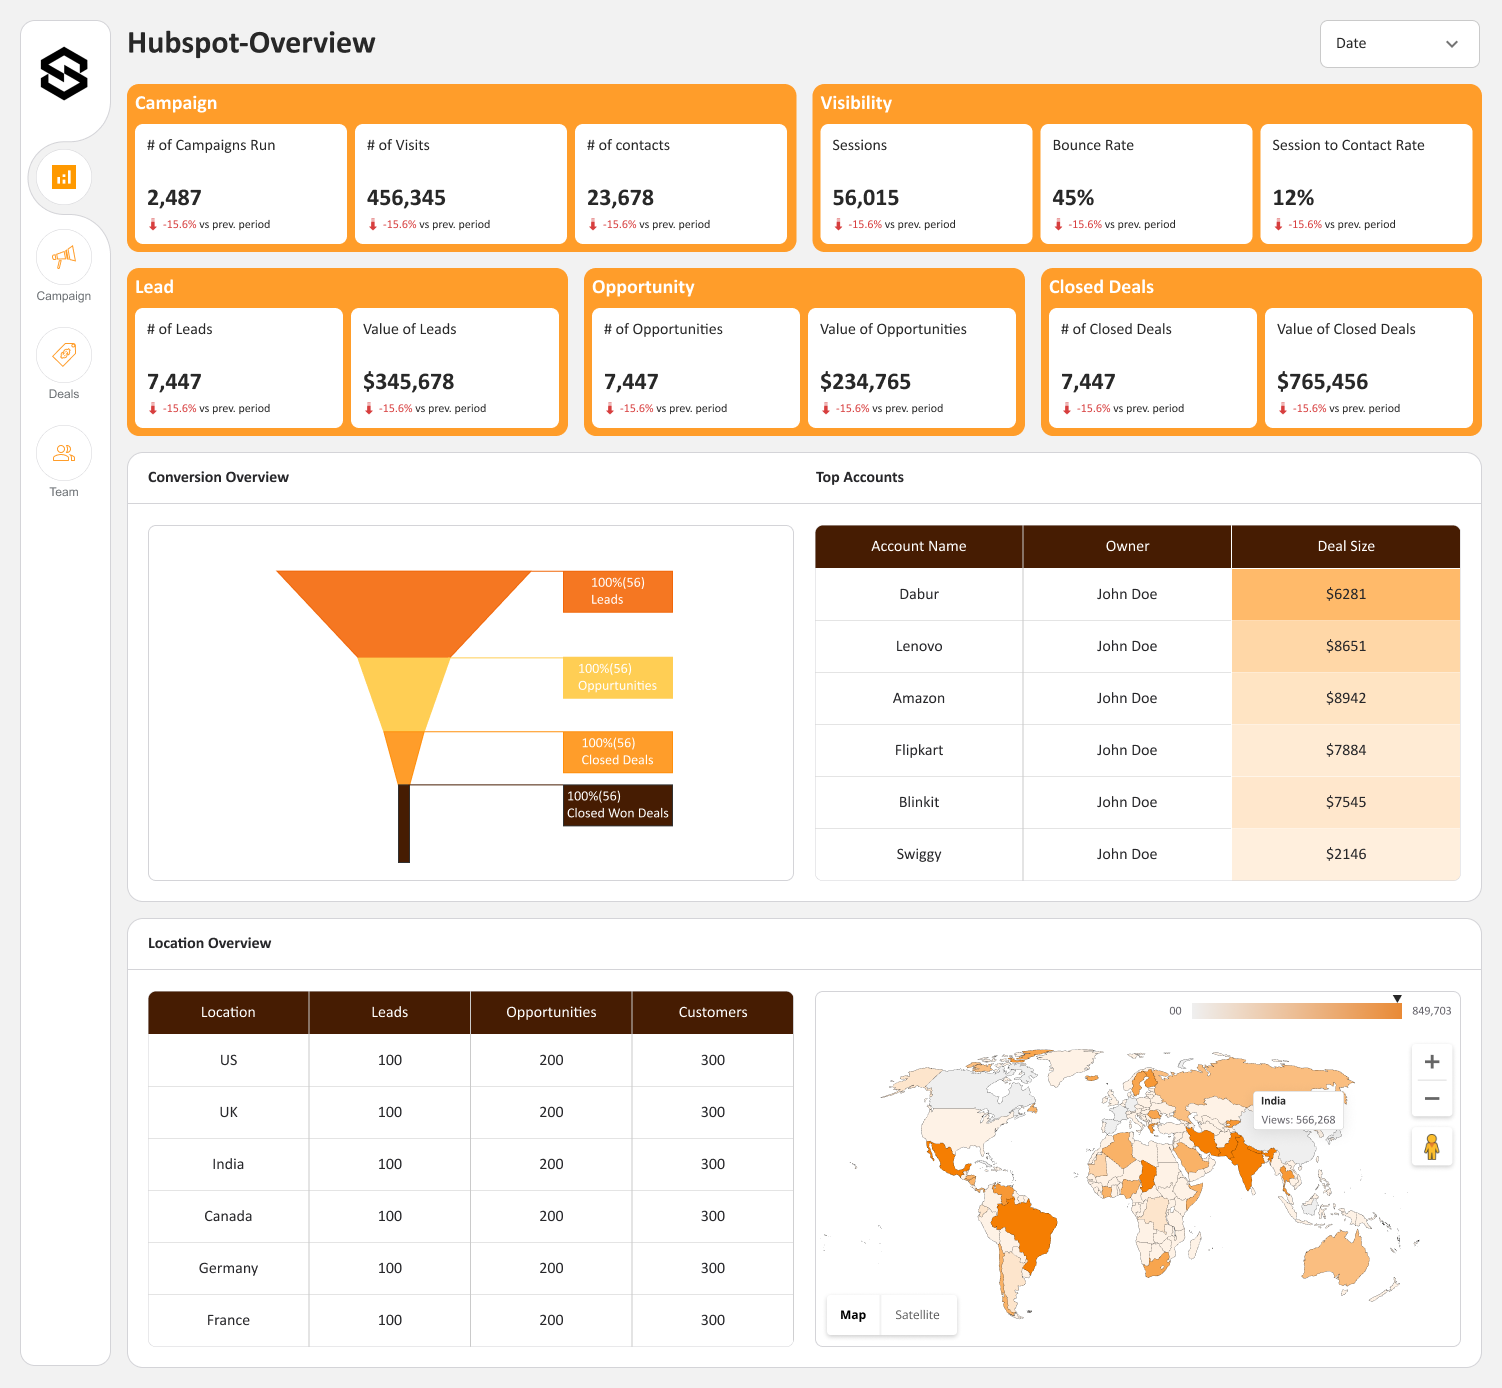 Hubspot-Overview
Date
Campaign
# of Campaigns Run
2,487
-15.6% vs prev. period
# of Visits
456,345
-15.6% vs prev. period
# of contacts
23,678
-15.6% vs prev. period
Visibility
Sessions
56,015
-15.6% vs prev. period
Bounce Rate
45%
-15.6% vs prev. period
Session to Contact Rate
12%
-15.6% vs prev. period
Campaign
Deals
Team
Lead
# of Leads
7,447
-15.6% vs prev. period
Value of Leads
$345,678
-15.6% vs prev. period
Opportunity
# of Opportunities
7,447
-15.6% vs prev. period
Value of Opportunities
$234,765
-15.6% vs prev. period
Closed Deals
# of Closed Deals
7,447
-15.6% vs prev. period
Value of Closed Deals
$765,456
-15.6% vs prev. period
Conversion Overview
100%(56)
Leads
100%(56)
Oppurtunities
100%(56)
Closed Deals
100%(56)
Closed Won Deals
Top Accounts
Account Name Owner Deal Size
Dabur John Doe $6281
Lenovo John Doe $8651
Amazon John Doe $8942
Flipkart John Doe $7884
Blinkit John Doe $7545
Swiggy John Doe $2146
Location Overview
Location Leads Opportunities Customers
US 100 200 300
UK 100 200 300
India 100 200 300
Canada 100 200 300
Germany 100 200 300
France 100 200 300
00 849,703
India
Views: 566,268
Map Satellite